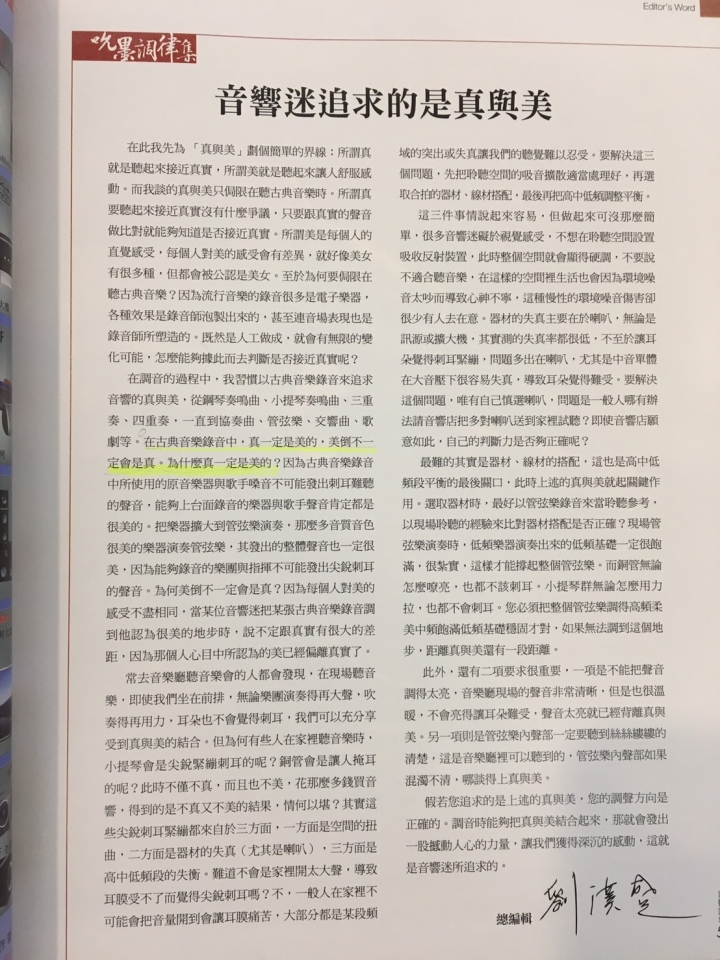 Editor's Word
吮墨調律集
音響迷追求的是真與美
在此我先為「真與美」劃個簡單的界線：所謂真
就是聽起來接近真實，所謂美就是聽起來讓人舒服感
動。而我談的真與美只侷限在聽古典音樂時。所謂真
要聽起來接近真實沒有什麼爭議，只要跟真實的聲音
做比對就能夠知道是否接近真實。所謂美是每個人的
直覺感受，每個人對美的感受會有差異，就好像美女
有很多種，但都會被公認是美女。至於為何要侷限在
聽古典音樂？因為流行音樂的錄音很多是電子樂器，
各種效果是錄音師泡製出來的，甚至連音場表現也是
錄音師所塑造的。既然是人工做成，就會有無限的變
化可能，怎麼能夠據此而去判斷是否接近真實呢？
在調音的過程中，我習慣以古典音樂錄音來追求
音響的真與美，從鋼琴奏鳴曲、小提琴奏鳴曲、三重
奏、四重奏，一直到協奏曲、管弦樂、交響曲、歌
劇等。在古典音樂錄音中，真一定是美的，美倒不一
定會是真。為什麼真一定是美的？因為古典音樂錄音
中所使用的原音樂器與歌手嗓音不可能發出刺耳難聽
的聲音，能夠上台面錄音的樂器與歌手聲音肯定都是
很美的。把樂器擴大到管弦樂演奏，那麼多音質音色
很美的樂器演奏管弦樂，其發出的整體聲音也一定很
美，因為能夠錄音的樂團與指揮不可能發出尖銳刺耳
的聲音。為何美倒不一定會是真？因為每個人對美的
感受不盡相同，當某位音響迷把某張古典音樂錄音調
到他認為很美的地步時，說不定跟真實有很大的差
距，因為那個人心目中所認為的美已經偏離真實了。
常去音樂廳聽音樂會的人都會發現，在現場聽音
樂，即使我們坐在前排，無論樂團演奏得再大聲，吹
奏得再用力，耳朵也不會覺得刺耳，我們可以充分享
受到真與美的結合。但為何有些人在家裡聽音樂時，
小提琴會是尖銳緊繃刺耳的呢？銅管會是讓人掩耳
的呢？此時不僅不真，而且也不美，花那麼多錢買音
響，得到的是不真又不美的結果，情何以堪？其實這
些尖銳刺耳緊繃都來自於三方面，一方面是空間的扭
曲，二方面是器材的失真（尤其是喇叭），三方面是
高中低頻段的失衡。難道不會是家裡開太大聲，導致
耳膜受不了而覺得尖銳刺耳嗎？不，一般人在家裡不
可能會把音量開到會讓耳膜痛苦，大部分都是某段頻
域的突出或失真讓我們的聽覺難以忍受。要解決這三
個問題，先把聆聽空間的吸音擴散適當處理好，再選
取合拍的器材、線材搭配，最後再把高中低頻調整平衡。
這三件事情說起來容易，但做起來可沒那麼簡
單，很多音響迷礙於視覺感受，不想在聆聽空間設置
吸收反射裝置，此時整個空間就會顯得硬調，不要說
不適合聽音樂，在這樣的空間裡生活也會因為環境噪
音太吵而導致心神不寧，這種慢性的環境噪音傷害卻
很少有人去在意。器材的失真主要在於喇叭，無論是
訊源或擴大機，其實測的失真率都很低，不至於讓耳
朵覺得刺耳緊繃，問題多出在喇叭，尤其是中音單體
在大音壓下很容易失真，導致耳朵覺得難受。要解決
這個問題，唯有自己慎選喇叭，問題是一般人哪有辦
法請音響店把多對喇叭送到家裡試聽？即使音響店願
意如此，自己的判斷力是否夠正確呢？
最難的其實是器材、線材的搭配，這也是高中低
頻段平衡的最後關口，此時上述的真與美就起關鍵作
用。選取器材時，最好以管弦樂錄音來當聆聽參考，
以現場聆聽的經驗來比對器材搭配是否正確？現場管
弦樂演奏時，低頻樂器演奏出來的低頻基礎一定很飽
滿，很紮實，這樣才能撐起整個管弦樂。而銅管無論
怎麼嘹亮，也都不該刺耳。小提琴群無論怎麼用力
拉，也都不會刺耳。您必須把整個管弦樂調得高頻柔
美中頻飽滿低頻基礎穩固才對，如果無法調到這個地
步，距離真與美還有一段距離。
此外，還有二項要求很重要，一項是不能把聲音
調得太亮，音樂廳現場的聲音非常清晰，但是也很溫
暖，不會亮得讓耳朵難受，聲音太亮就已經背離真與
美。另一項則是管弦樂內聲部一定要聽到絲絲縷縷的
清楚，這是音樂廳裡可以聽到的，管弦樂內聲部如果
混濁不清，哪談得上真與美。
假若您追求的是上述的真與美，您的調聲方向是
正確的。調音時能夠把真與美結合起來，那就會發出
一股撼動人心的力量，讓我們獲得深沉的感動，這就
是音響迷所追求的。
總編輯 劉漢盛